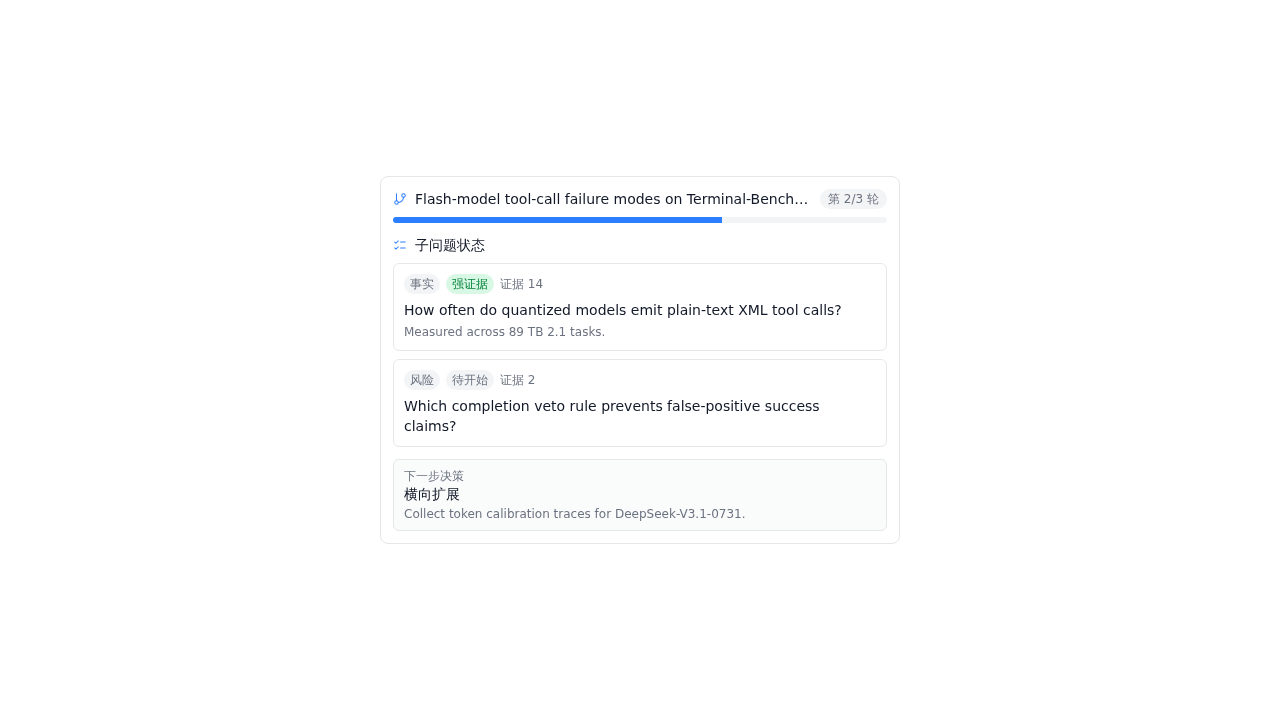 Flash-model tool-call failure modes on Terminal-Bench…
第 2/3 轮
子问题状态
事实 强证据 证据 14
How often do quantized models emit plain-text XML tool calls?
Measured across 89 TB 2.1 tasks.
风险 待开始 证据 2
Which completion veto rule prevents false-positive success
claims?
下一步决策
横向扩展
Collect token calibration traces for DeepSeek-V3.1-0731.